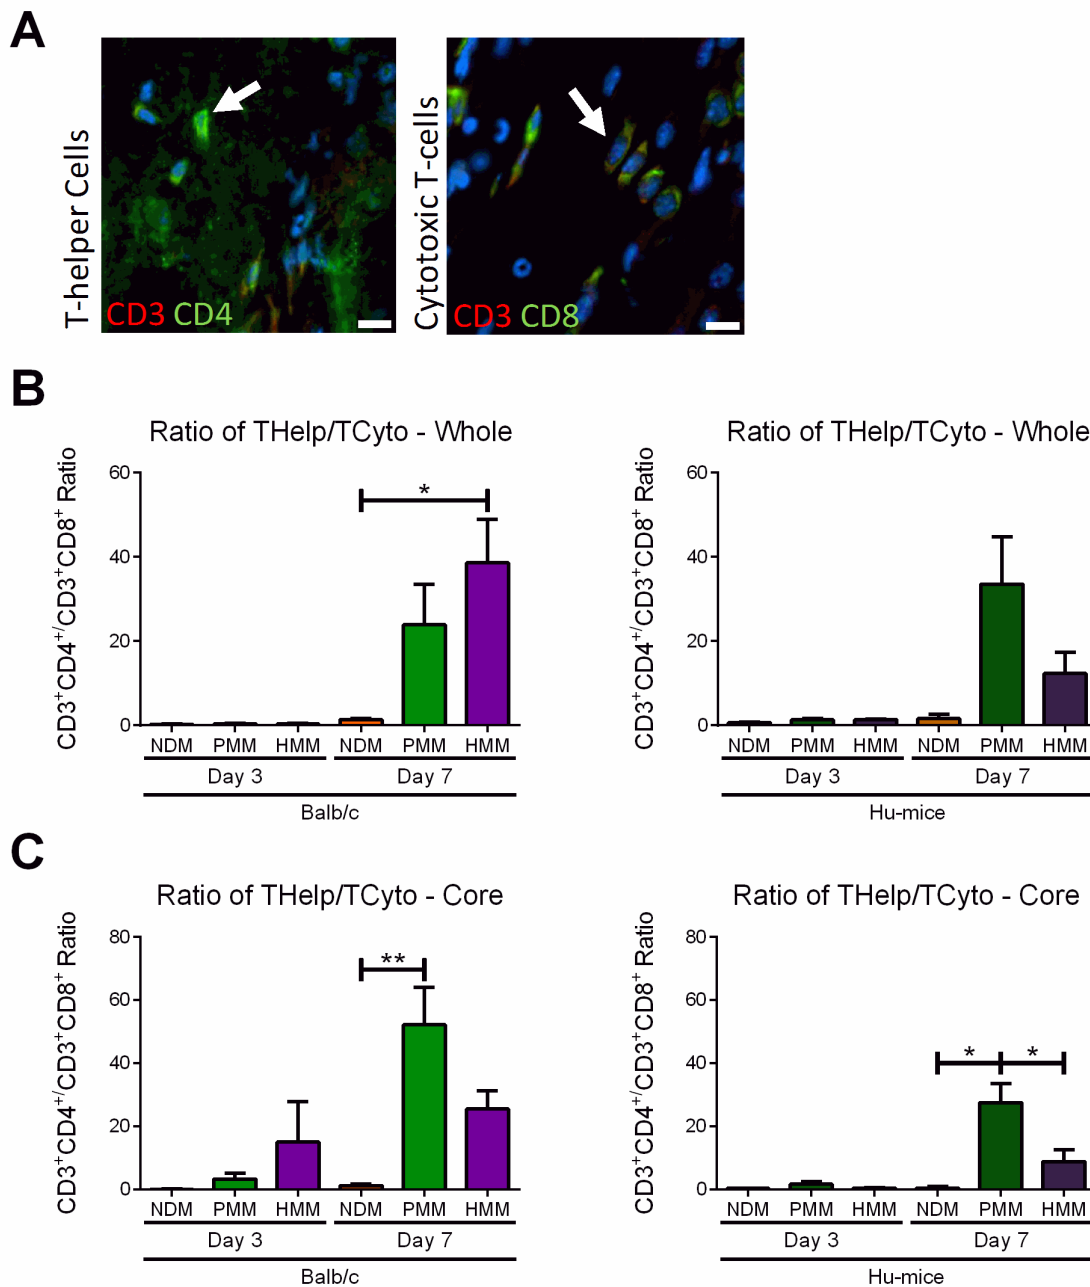 A
T-helper Cells
CD3 CD4
Cytotoxic T-cells
CD3 CD8
B
Ratio of THelp/TCyto - Whole
CD3+CD4+/CD3+CD8+ Ratio
60
40
20
0
*
NDM PMM HMM NDM PMM HMM
Day 3 Day 7
Balb/c
Ratio of THelp/TCyto - Whole
CD3+CD4+/CD3+CD8+ Ratio
60
40
20
0
NDM PMM HMM NDM PMM HMM
Day 3 Day 7
Hu-mice
C
Ratio of THelp/TCyto - Core
CD3+CD4+/CD3+CD8+ Ratio
80
60
40
20
0
**
NDM PMM HMM NDM PMM HMM
Day 3 Day 7
Balb/c
Ratio of THelp/TCyto - Core
CD3+CD4+/CD3+CD8+ Ratio
80
60
40
20
0
* *
NDM PMM HMM NDM PMM HMM
Day 3 Day 7
Hu-mice